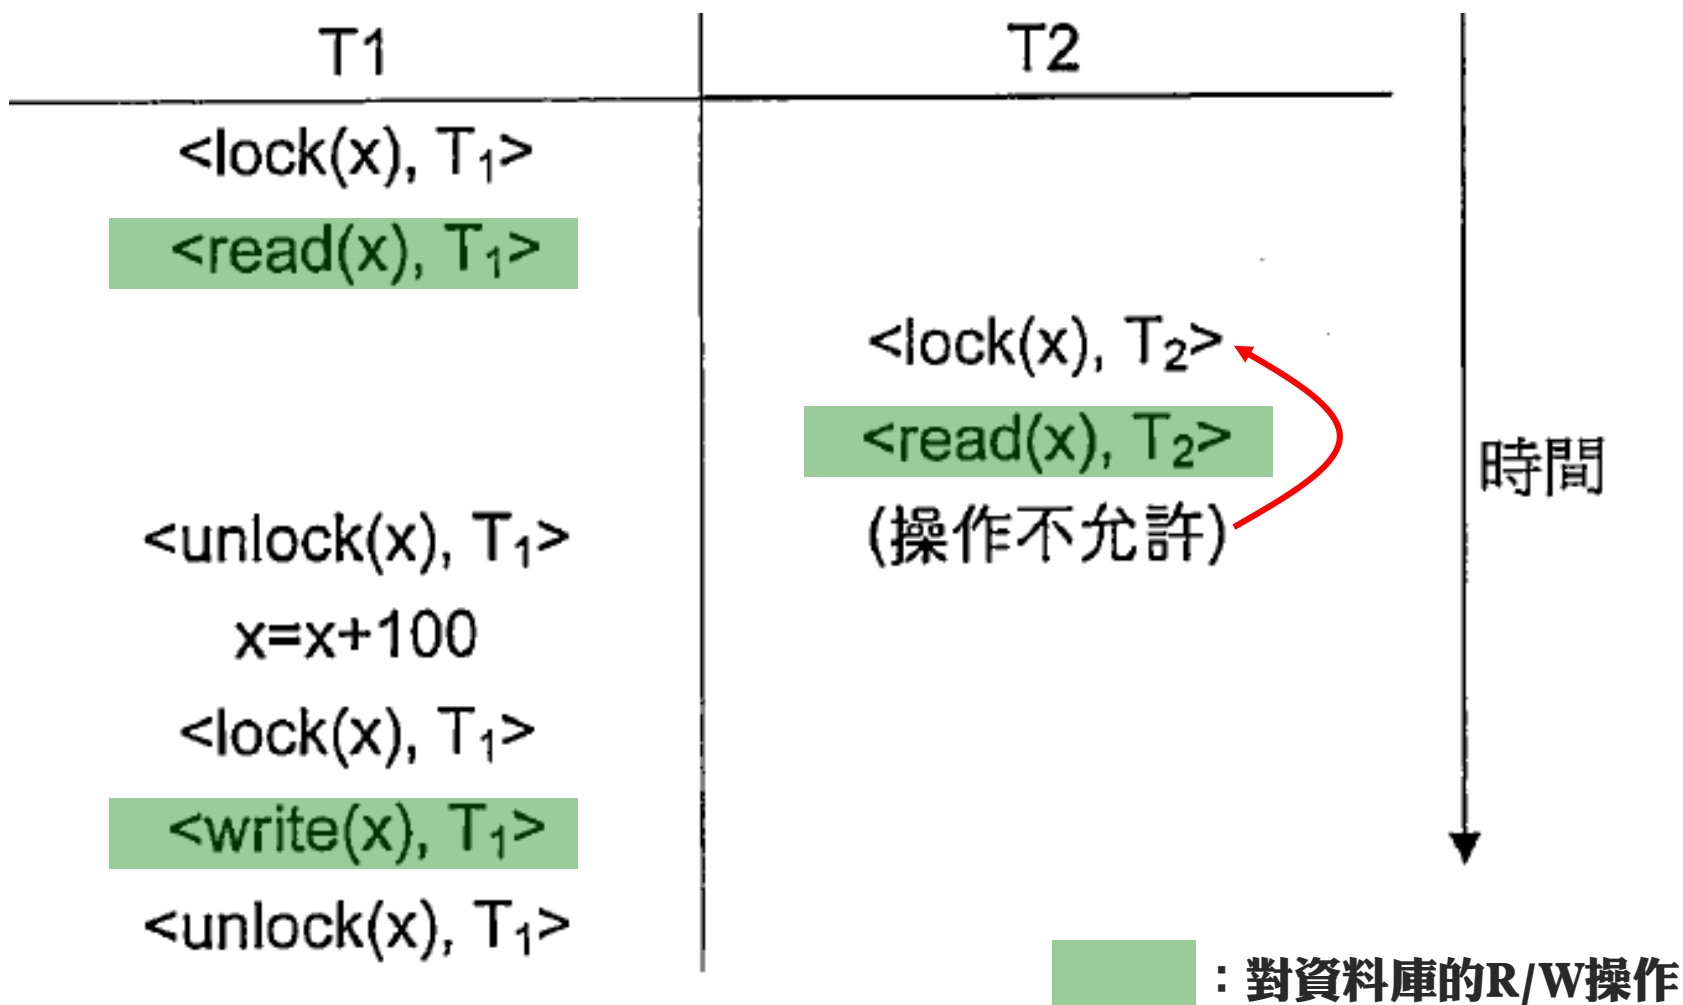 T1
T2
<lock(x), T₁>
<read(x), T₁>
<lock(x), T₂>
<read(x), T₂>
(操作不允許)
時間
<unlock(x), T₁>
x=x+100
<lock(x), T₁>
<write(x), T₁>
<unlock(x), T₁>
：對資料庫的R/W操作